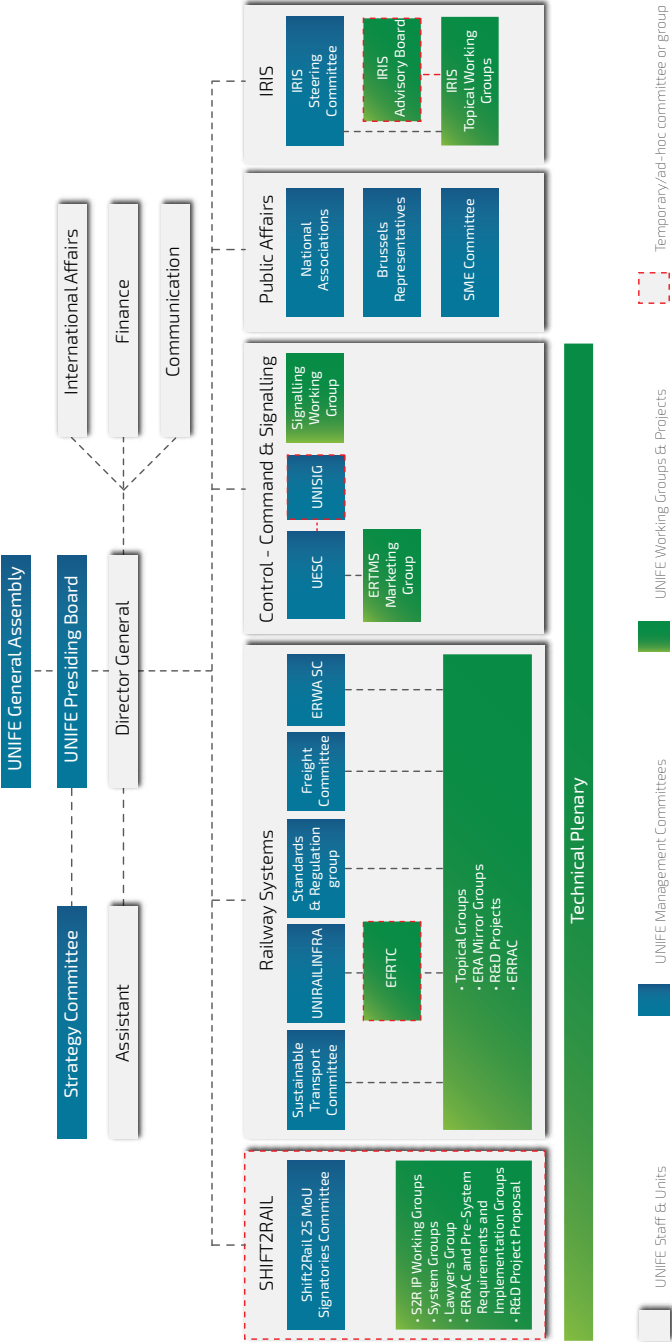 UNIFE General Assembly
Strategy Committee
UNIFE Presiding Board
Assistant
Director General
International Affairs
Finance
Communication
SHIFT2RAIL
Shift2Rail 25 MoU
Signatories Committee
• S2R IP Working Groups
• System Groups
• Lawyers Group
• ERRAC and Pre-System
Requirements and
Implementation Groups
• R&D Project Proposal
Railway Systems
Sustainable
Transport
Committee
UNIRAILINFRA
Standards
& Regulation
group
Freight
Committee
ERWA SC
EFRTC
• Topical Groups
• ERA Mirror Groups
• R&D Projects
• ERRAC
Control - Command & Signalling
UESC
UNISIG
Signalling
Working
Group
ERTMS
Marketing
Group
Public Affairs
National
Associations
Brussels
Representatives
SME Committee
IRIS
IRIS
Steering
Committee
IRIS
Advisory Board
IRIS
Topical Working
Groups
Technical Plenary
UNIFE Staff & Units
UNIFE Management Committees
UNIFE Working Groups & Projects
Temporary/ad-hoc committee or group